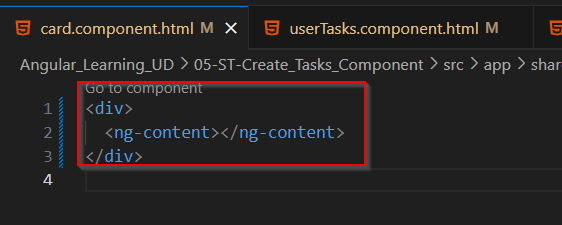 card.component.html M userTasks.component.html M
Angular_Learning_UD > 05-ST-Create_Tasks_Component > src > app > shar
Go to component
1 <div>
2 <ng-content></ng-content>
3 </div>
4